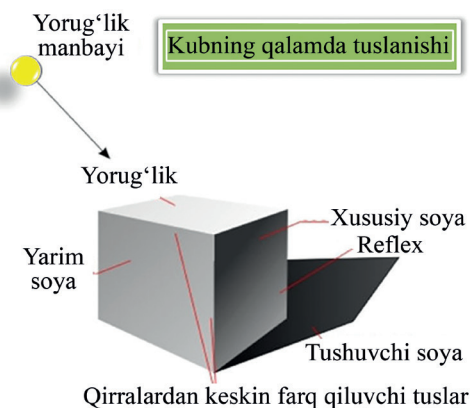 Yorug‘lik
manbayi
Kubning qalamda tuslanishi
Yorug‘lik
Xususiy soya
Reflex
Yarim
soya
Tushuvchi soya
Qirralardan keskin farq qiluvchi tuslar